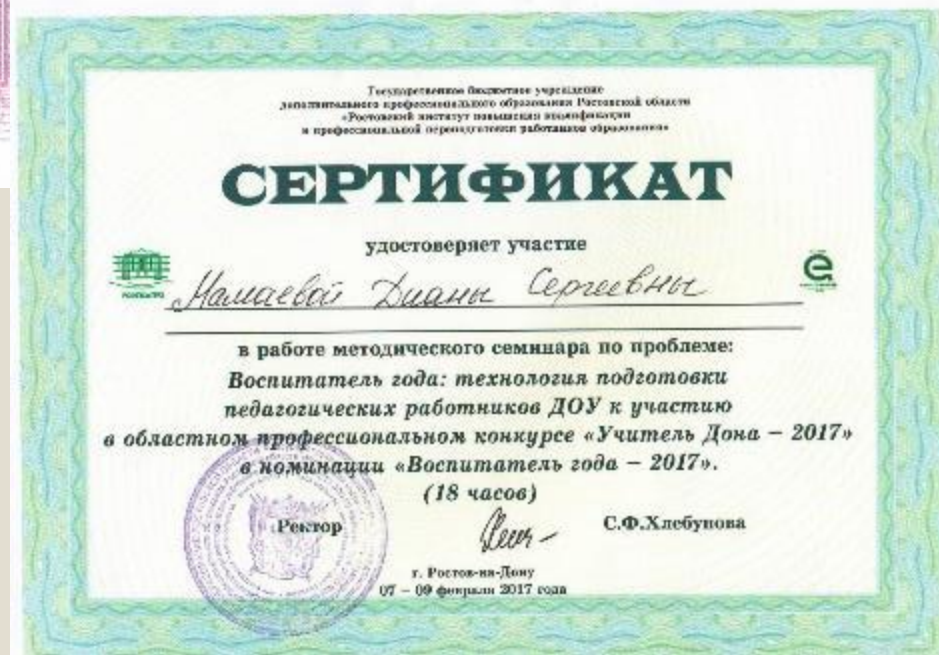 Государственное бюджетное учреждение
дополнительного профессионального образования Ростовской области
«Ростовский институт повышения квалификации
и профессиональной переподготовки работников образования»
СЕРТИФИКАТ
удостоверяет участие
Мамаевой Дианы Сергеевны
в работе методического семинара по проблеме:
Воспитатель года: технология подготовки
педагогических работников ДОУ к участию
в областном профессиональном конкурсе «Учитель Дона – 2017»
в номинации «Воспитатель года – 2017».
(18 часов)
Ректор С.Ф.Хлебунова
г. Ростов-на-Дону
07 – 09 февраля 2017 года